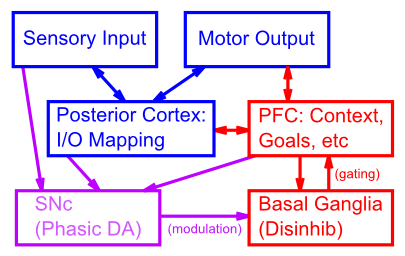 Sensory Input
Motor Output
Posterior Cortex:
I/O Mapping
PFC: Context,
Goals, etc
(gating)
SNc
(Phasic DA)
(modulation)
Basal Ganglia
(Disinhib)